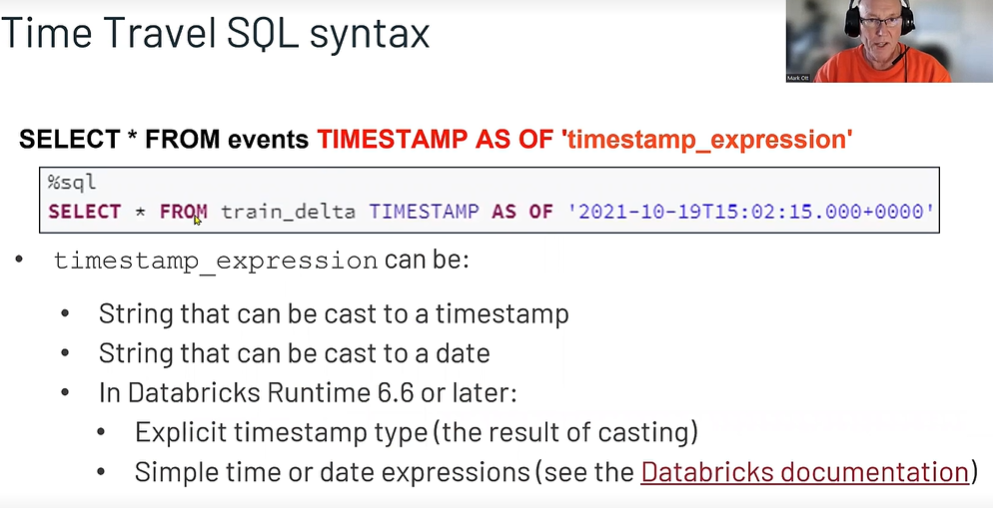 Time Travel SQL syntax
Mark Ott
SELECT * FROM events TIMESTAMP AS OF 'timestamp_expression'
%sql
SELECT * FROM train_delta TIMESTAMP AS OF '2021-10-19T15:02:15.000+0000'
• timestamp_expression can be:
• String that can be cast to a timestamp
• String that can be cast to a date
• In Databricks Runtime 6.6 or later:
• Explicit timestamp type (the result of casting)
• Simple time or date expressions (see the Databricks documentation)